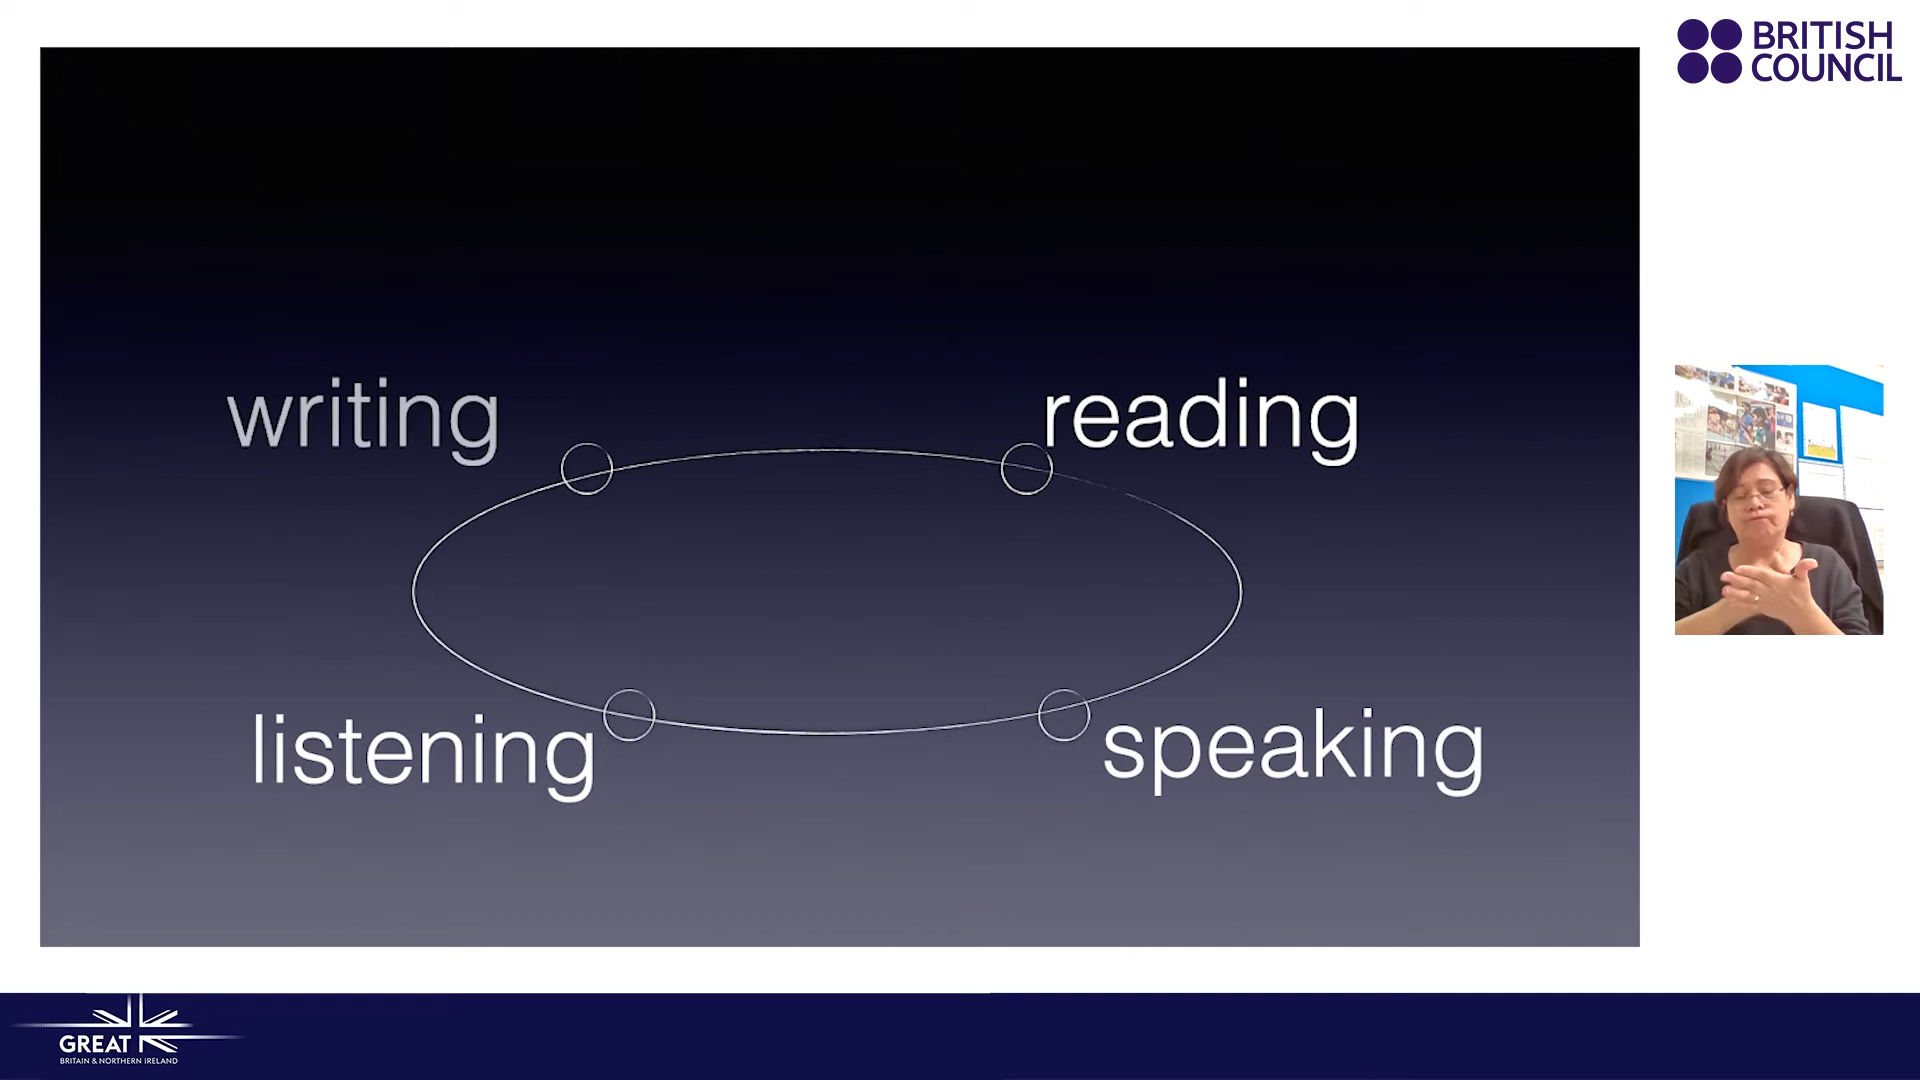 BRITISH
COUNCIL
writing
reading
listening
speaking
GREAT
BRITAIN & NORTHERN IRELAND